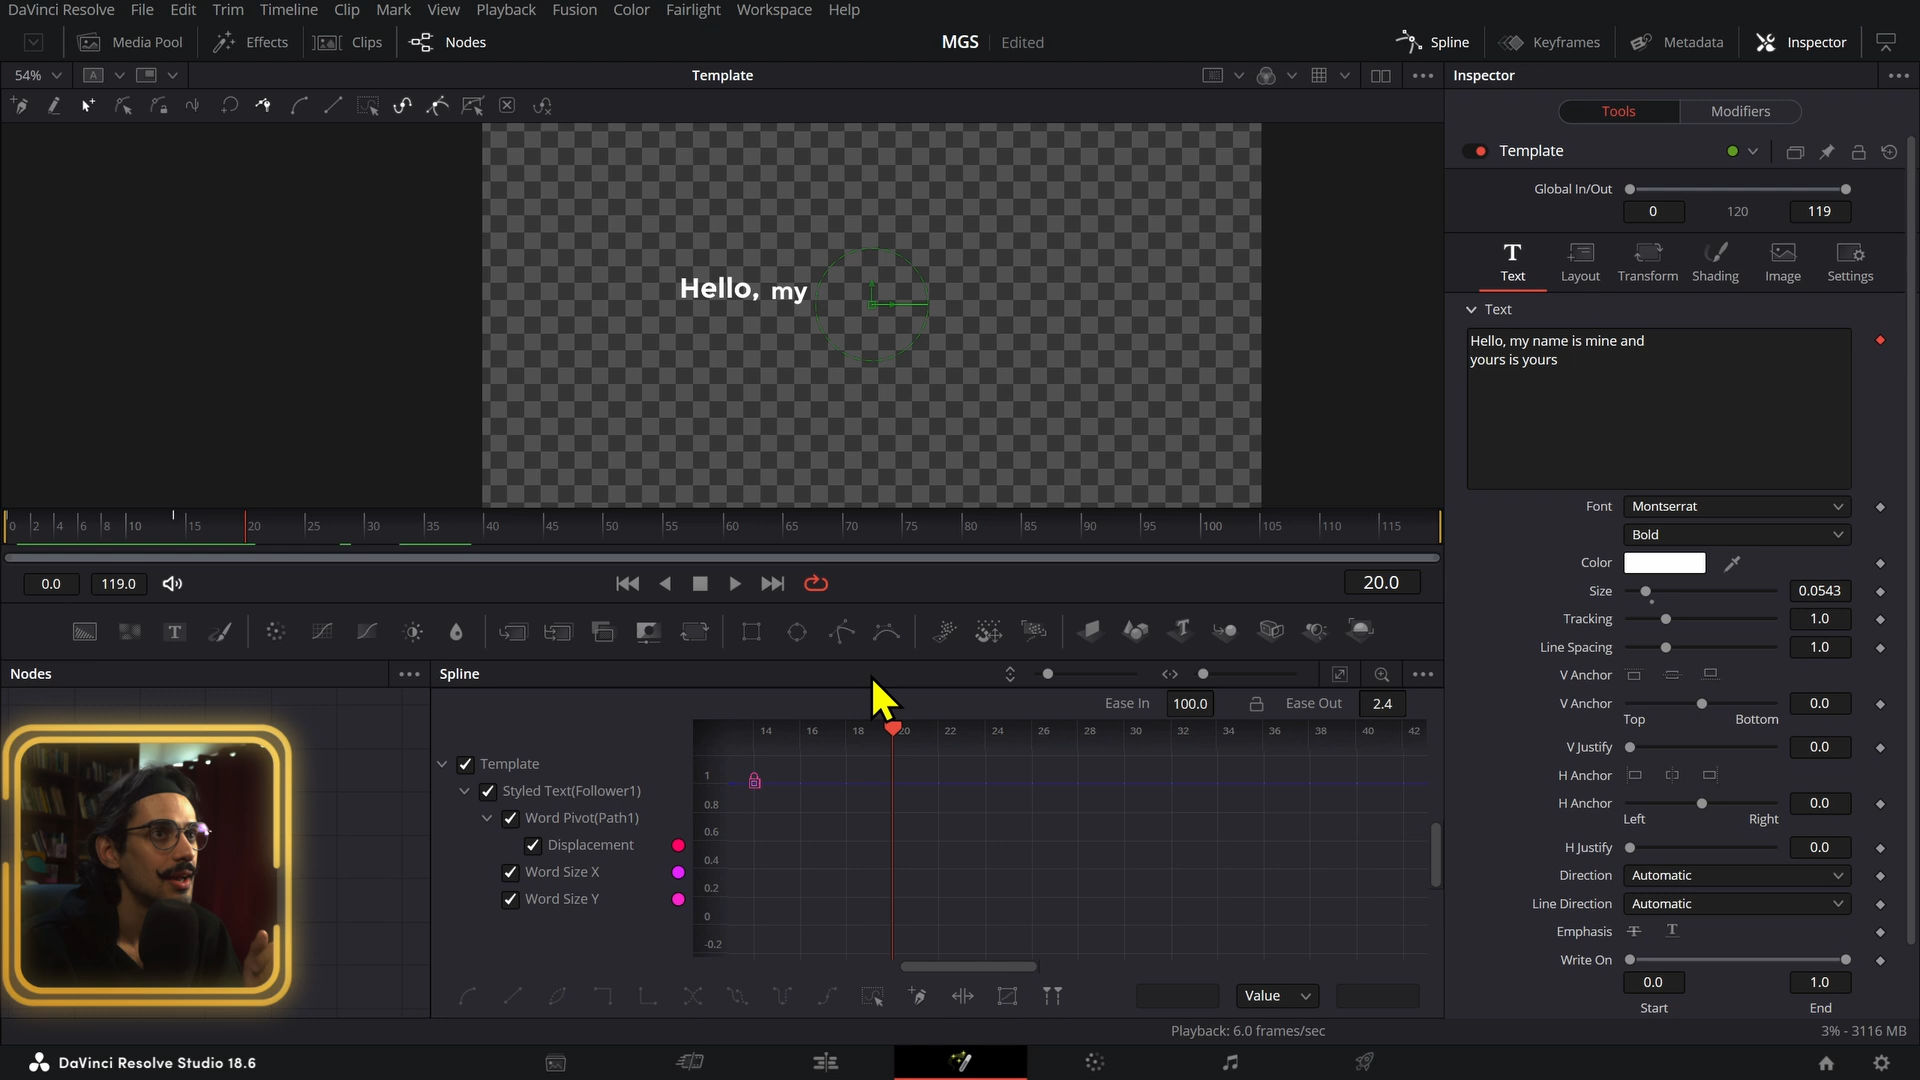 DaVinci Resolve File Edit Trim Timeline Clip Mark View Playback Fusion Color Fairlight Workspace Help
Media Pool Effects Clips Nodes MGS Edited Spline Keyframes Metadata Inspector
54% A Template Inspector
Tools Modifiers
Template
Global In/Out
0 120 119
Text Layout Transform Shading Image Settings
Text
Hello, my name is mine and
yours is yours
Hello, my
Font Montserrat
Bold
Color
Size 0.0543
Tracking 1.0
Line Spacing 1.0
V Anchor
V Anchor 0.0
Top Bottom
V Justify 0.0
H Anchor
H Anchor 0.0
Left Right
H Justify 0.0
Direction Automatic
Line Direction Automatic
Emphasis
Write On
0.0 1.0
Start End
0 2 4 6 8 10 15 20 25 30 35 40 45 50 55 60 65 70 75 80 85 90 95 100 105 110 115
0.0 119.0 20.0
Nodes Spline
Ease In 100.0 Ease Out 2.4
14 16 18 20 22 24 26 28 30 32 34 36 38 40 42
Template
Styled Text(Follower1)
Word Pivot(Path1)
Displacement
Word Size X
Word Size Y
1
0.8
0.6
0.4
0.2
0
-0.2
Value
Playback: 6.0 frames/sec 3% - 3116 MB
DaVinci Resolve Studio 18.6